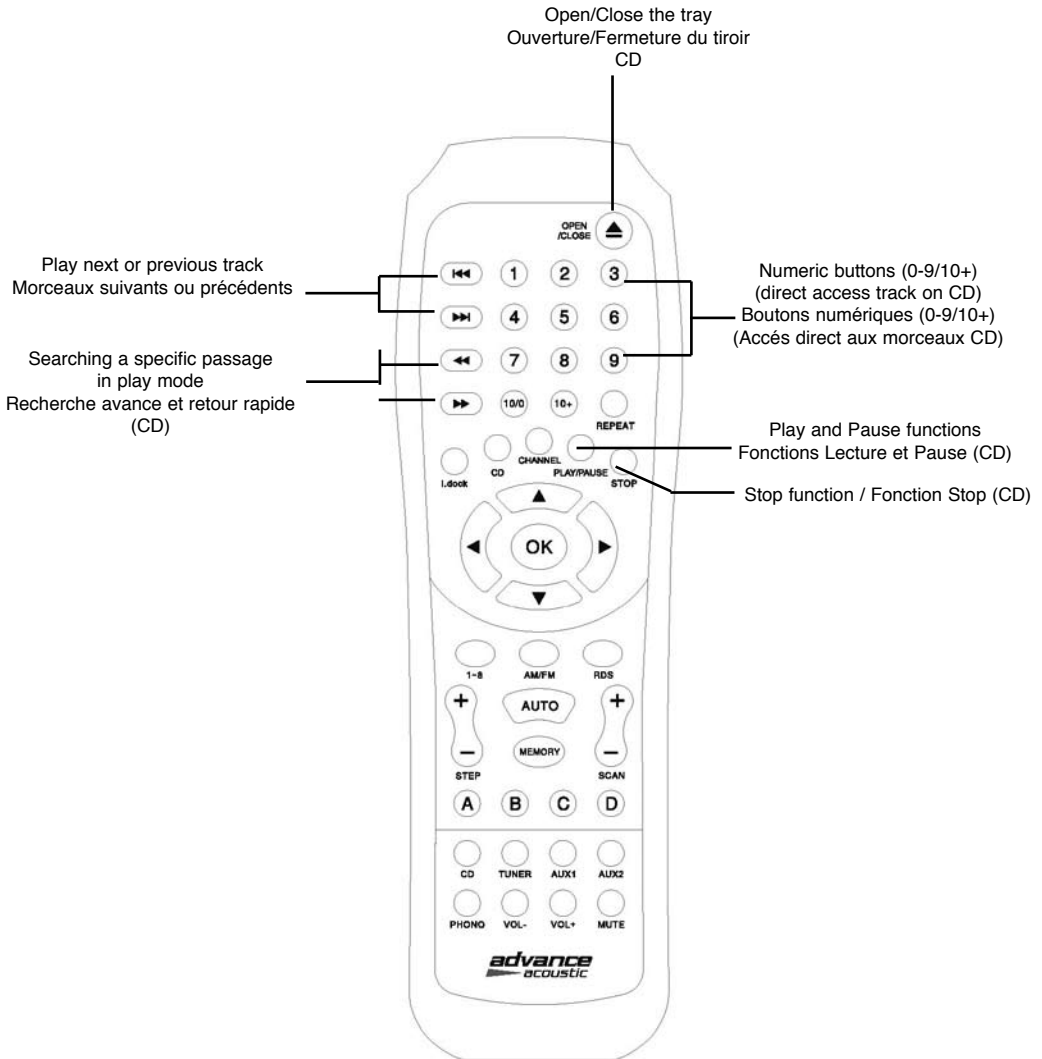 Open/Close the tray
Ouverture/Fermeture du tiroir
CD
OPEN
/CLOSE
Play next or previous track
Morceaux suivants ou précédents
1 2 3
4 5 6
Numeric buttons (0-9/10+)
(direct access track on CD)
Boutons numériques (0-9/10+)
(Accés direct aux morceaux CD)
Searching a specific passage
in play mode
Recherche avance et retour rapide
(CD)
7 8 9
10/0 10+
REPEAT
Play and Pause functions
Fonctions Lecture et Pause (CD)
I.dock CD CHANNEL PLAY/PAUSE STOP
Stop function / Fonction Stop (CD)
OK
1~8 AM/FM RDS
+ AUTO +
− MEMORY −
STEP SCAN
A B C D
CD TUNER AUX1 AUX2
PHONO VOL- VOL+ MUTE
advance
acoustic